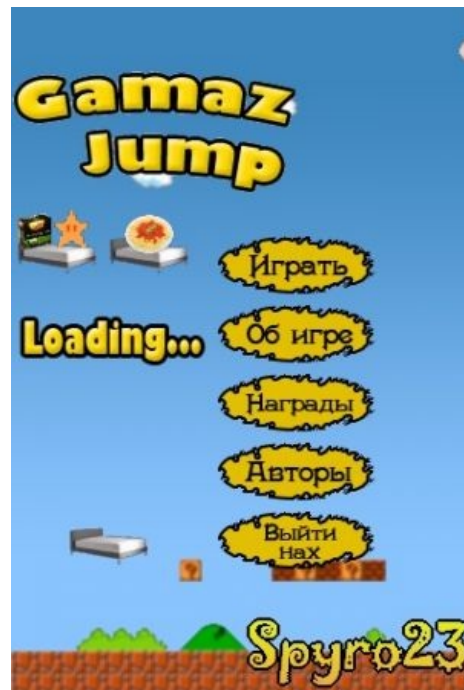 Gamaz
Jump
Играть
Loading...
Об игре
Награды
Авторы
Выйти
нах
?
?
Spyro23